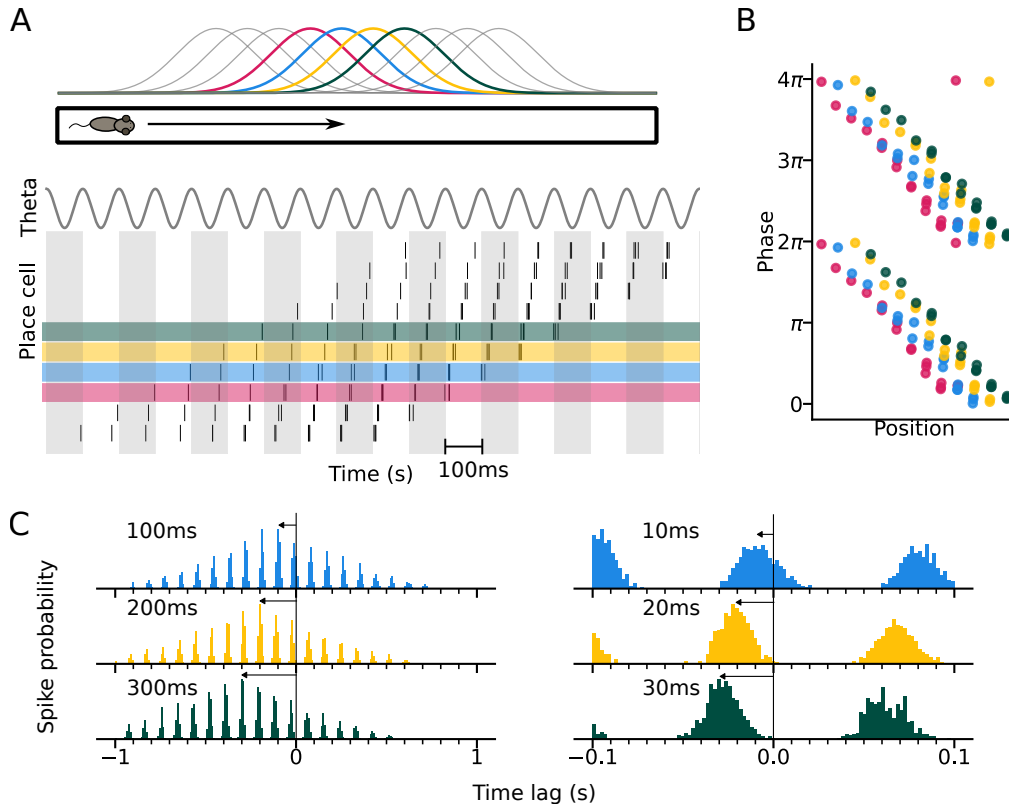 A
B
Theta
Place cell
Time (s)
100ms
4π
3π
2π
π
0
Phase
Position
C
Spike probability
100ms
200ms
300ms
−1
0
1
10ms
20ms
30ms
−0.1
0.0
0.1
Time lag (s)